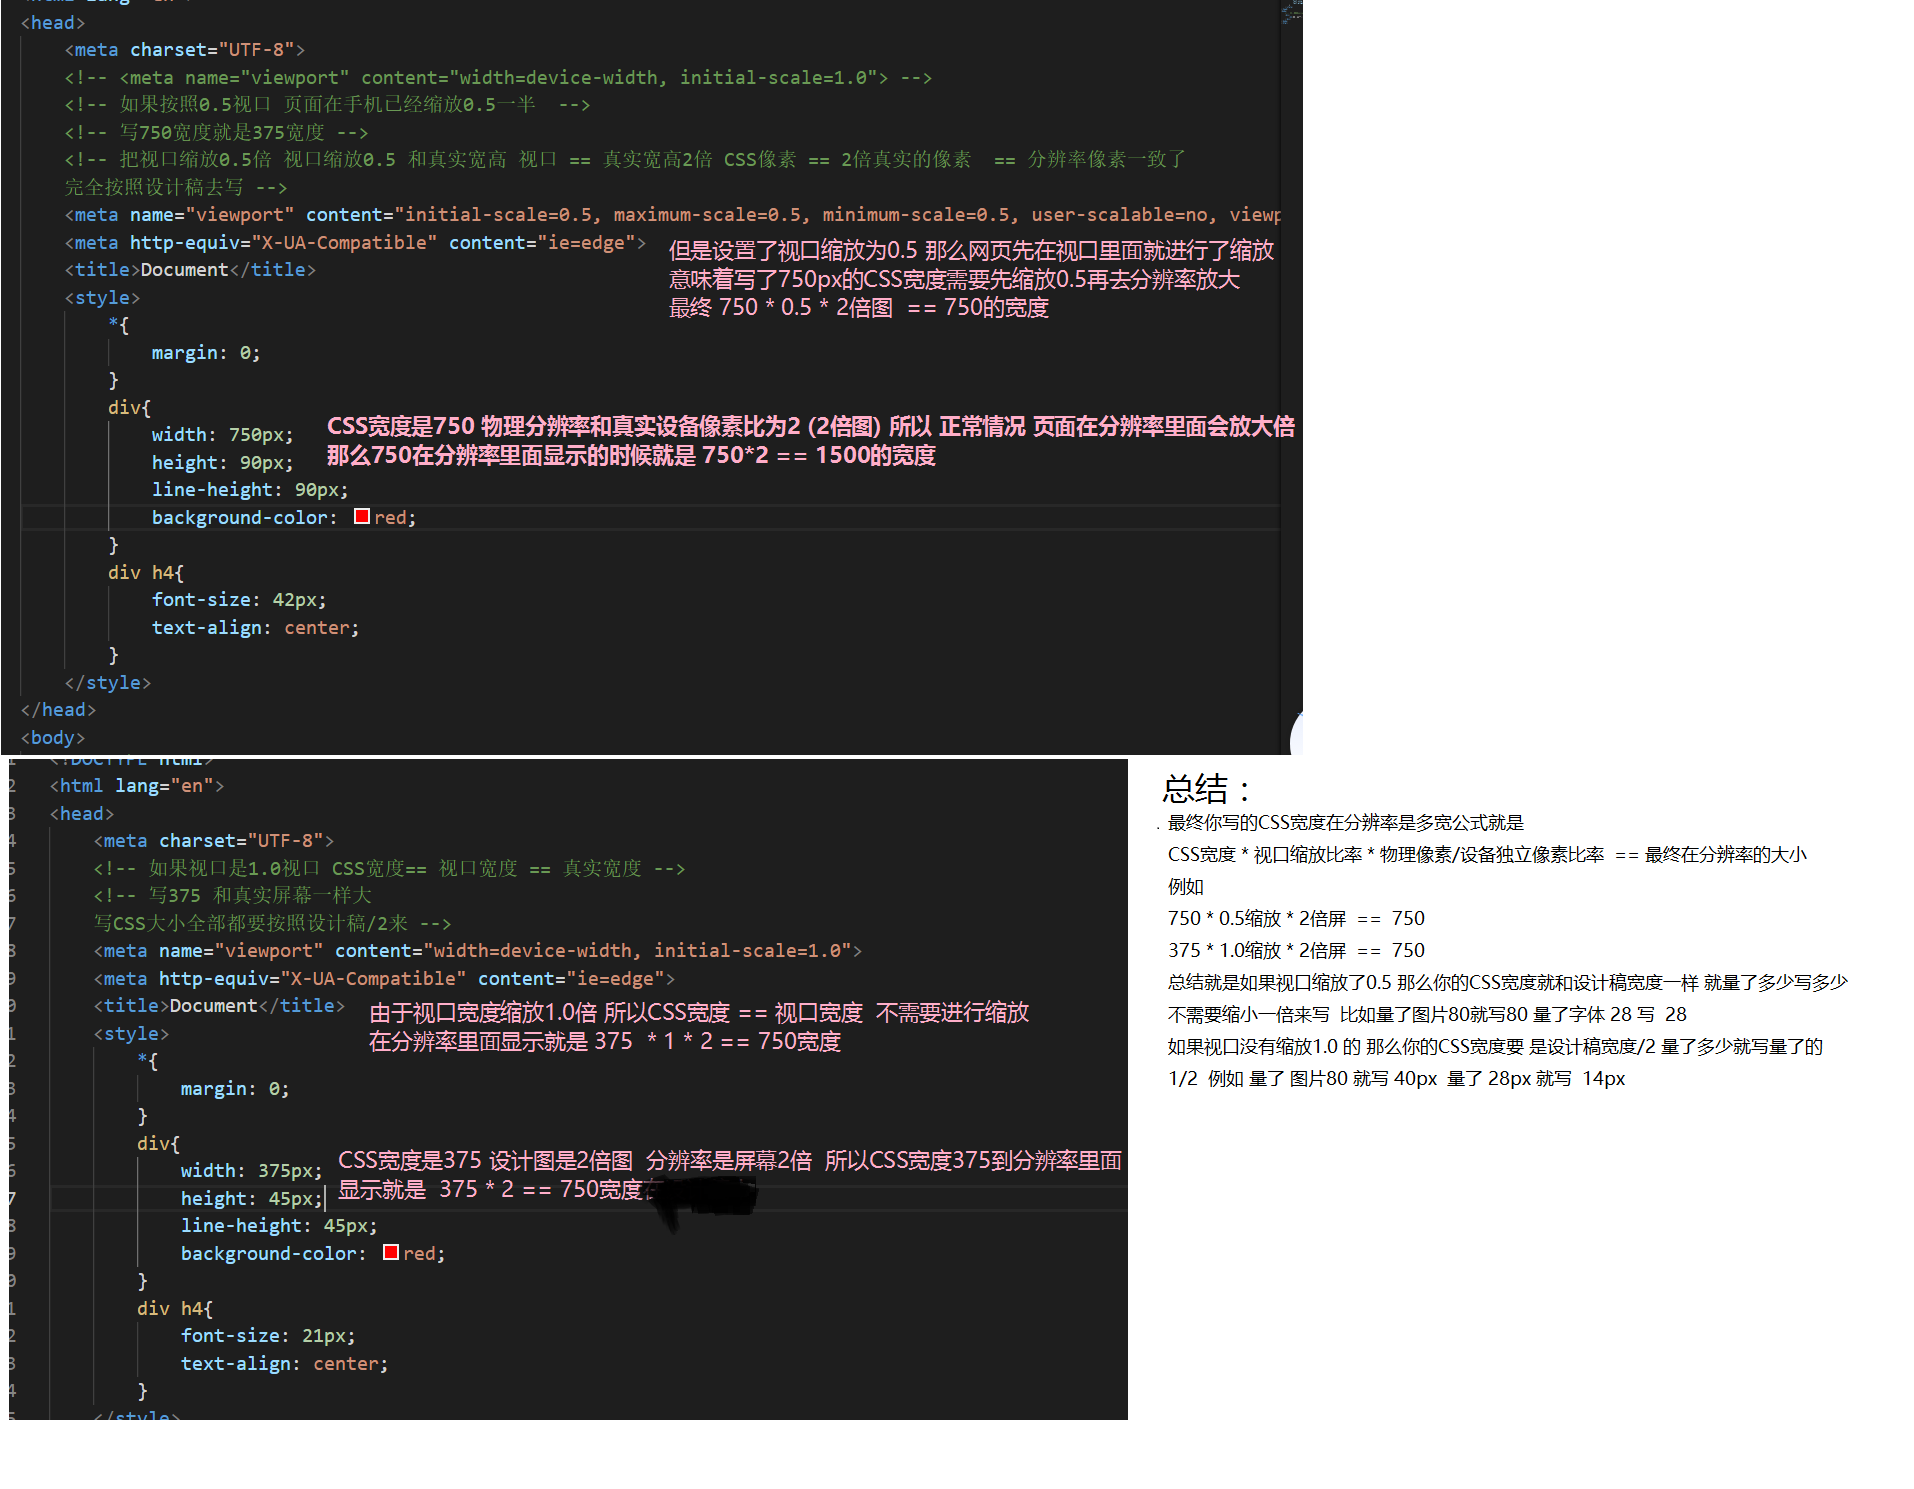 <head>
<meta charset="UTF-8">
<!-- <meta name="viewport" content="width=device-width, initial-scale=1.0"> -->
<!-- 如果按照0.5视口 页面在手机已经缩放0.5一半  -->
<!-- 写750宽度就是375宽度 -->
<!-- 把视口缩放0.5倍 视口缩放0.5 和真实宽高 视口 == 真实宽高2倍 CSS像素 == 2倍真实的像素  == 分辨率像素一致了
完全按照设计稿去写 -->
<meta name="viewport" content="initial-scale=0.5, maximum-scale=0.5, minimum-scale=0.5, user-scalable=no, viewp
<meta http-equiv="X-UA-Compatible" content="ie=edge">
但是设置了视口缩放为0.5 那么网页先在视口里面就进行了缩放
意味着写了750px的CSS宽度需要先缩放0.5再去分辨率放大
最终 750 * 0.5 * 2倍图  == 750的宽度
<title>Document</title>
<style>
*{
margin: 0;
}
div{
width: 750px;
height: 90px;
CSS宽度是750 物理分辨率和真实设备像素比为2 (2倍图) 所以 正常情况 页面在分辨率里面会放大倍
那么750在分辨率里面显示的时候就是 750*2 == 1500的宽度
line-height: 90px;
background-color: red;
}
div h4{
font-size: 42px;
text-align: center;
}
</style>
</head>
<body>
<!DOCTYPE html>
2 <html lang="en">
3 <head>
4 <meta charset="UTF-8">
5 <!-- 如果视口是1.0视口 CSS宽度== 视口宽度 == 真实宽度 -->
6 <!-- 写375 和真实屏幕一样大
7 写CSS大小全部都要按照设计稿/2来 -->
8 <meta name="viewport" content="width=device-width, initial-scale=1.0">
9 <meta http-equiv="X-UA-Compatible" content="ie=edge">
0 <title>Document</title>
由于视口宽度缩放1.0倍 所以CSS宽度 == 视口宽度  不需要进行缩放
在分辨率里面显示就是 375  * 1 * 2 == 750宽度
1 <style>
2 *{
3 margin: 0;
4 }
5 div{
6 width: 375px;
7 height: 45px;
CSS宽度是375 设计图是2倍图  分辨率是屏幕2倍  所以CSS宽度375到分辨率里面
显示就是  375 * 2 == 750宽度
8 line-height: 45px;
9 background-color: red;
0 }
1 div h4{
2 font-size: 21px;
3 text-align: center;
4 }
5 </style>
总结：
最终你写的CSS宽度在分辨率是多宽公式就是
CSS宽度 * 视口缩放比率 * 物理像素/设备独立像素比率  == 最终在分辨率的大小
例如
750 * 0.5缩放 * 2倍屏  ==  750
375 * 1.0缩放 * 2倍屏  ==  750
总结就是如果视口缩放了0.5 那么你的CSS宽度就和设计稿宽度一样 就量了多少写多少
不需要缩小一倍来写  比如量了图片80就写80 量了字体 28 写  28
如果视口没有缩放1.0 的 那么你的CSS宽度要 是设计稿宽度/2 量了多少就写量了的
1/2  例如 量了 图片80 就写 40px  量了 28px 就写  14px